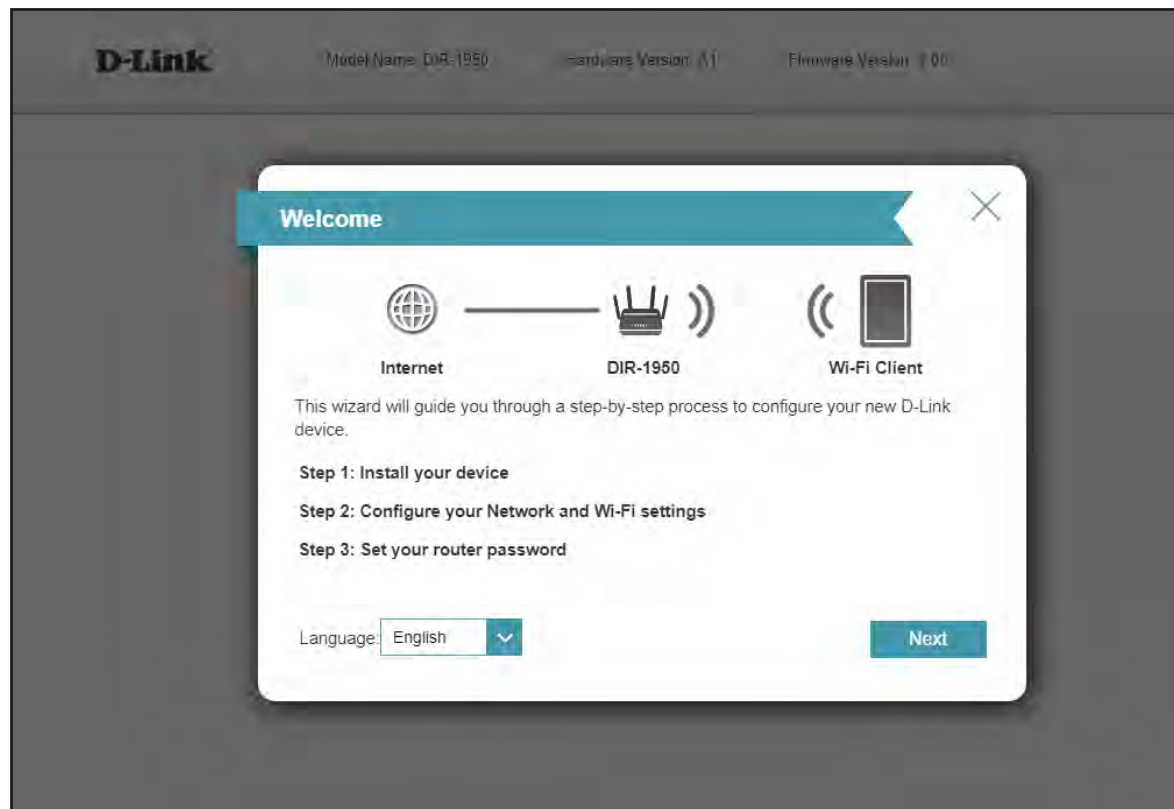 D-Link
Model Name: DIR-1950 Hardware Version: A1 Firmware Version: 1.00
Welcome
Internet DIR-1950 Wi-Fi Client
This wizard will guide you through a step-by-step process to configure your new D-Link
device.
Step 1: Install your device
Step 2: Configure your Network and Wi-Fi settings
Step 3: Set your router password
Language: English
Next